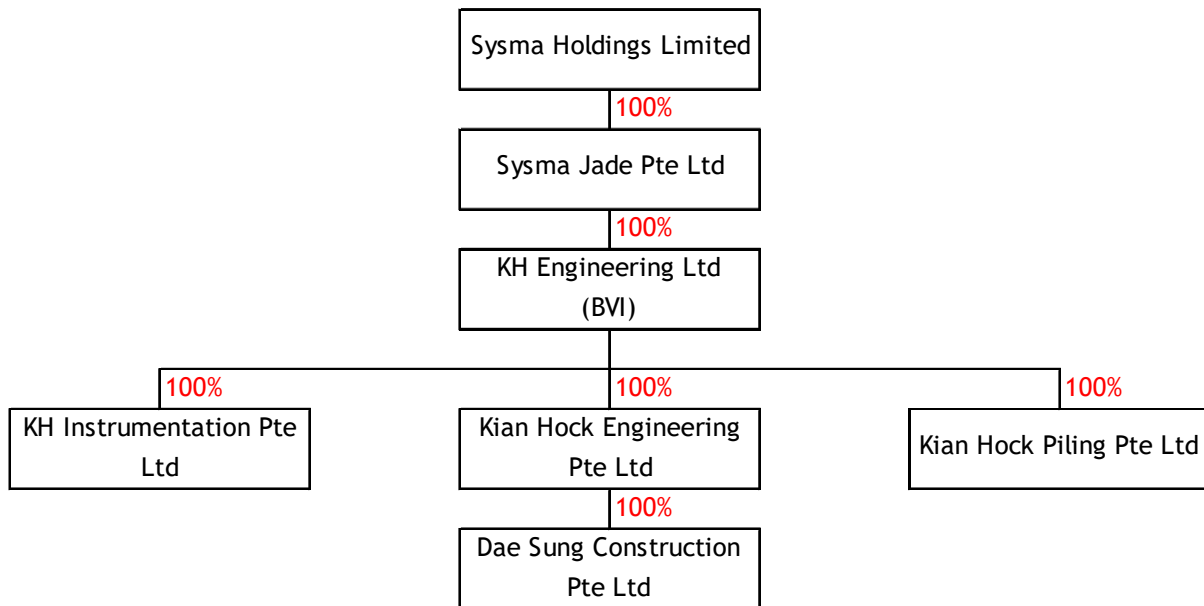 Sysma Holdings Limited
100%
Sysma Jade Pte Ltd
100%
KH Engineering Ltd
(BVI)
100%
100%
100%
KH Instrumentation Pte
Ltd
Kian Hock Engineering
Pte Ltd
Kian Hock Piling Pte Ltd
100%
Dae Sung Construction
Pte Ltd